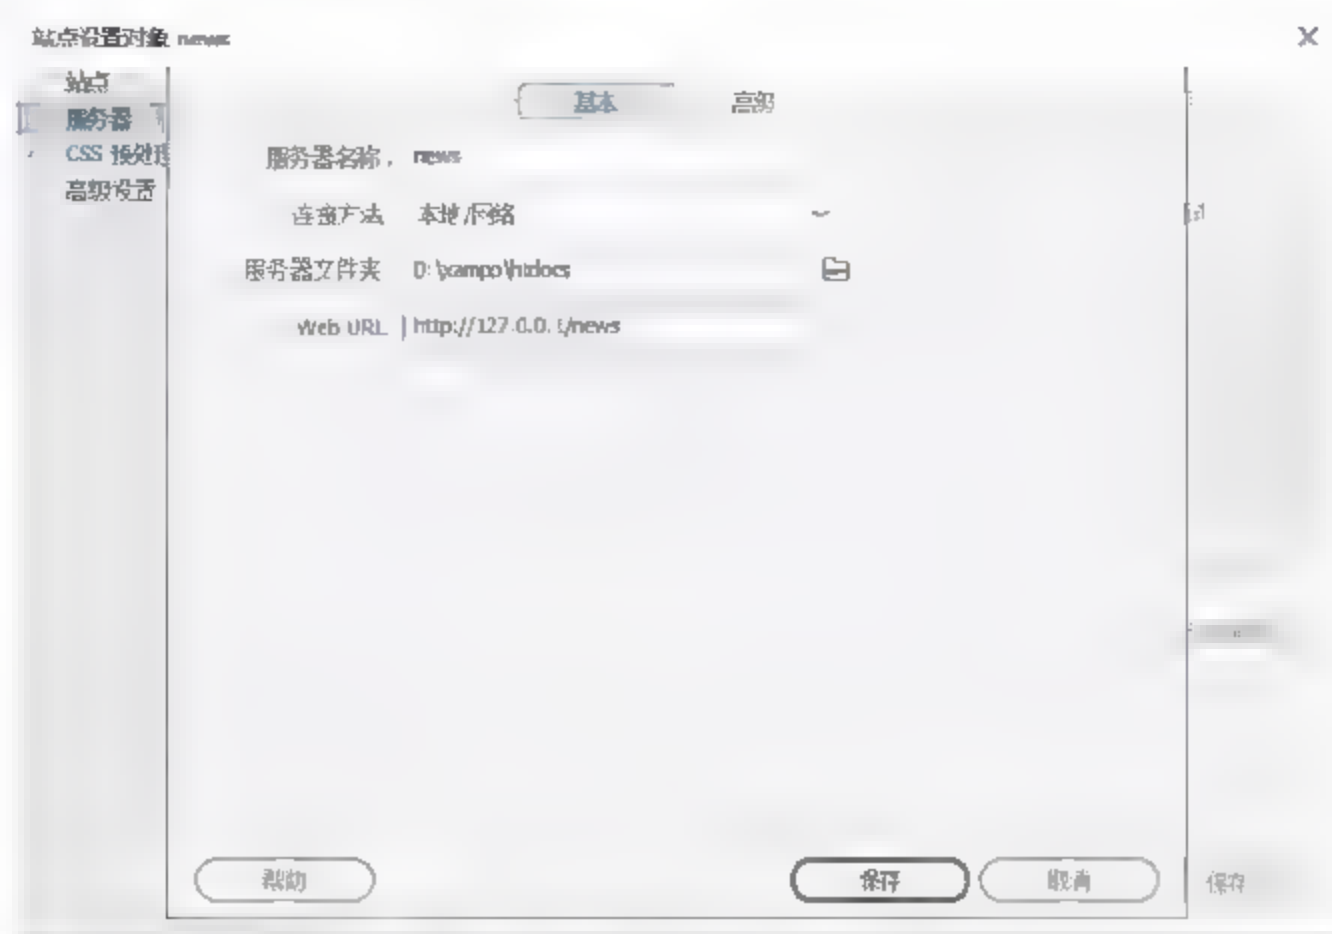 站点设置对象 news
站点
服务器
CSS 预处理
高级设置
基本 高级
服务器名称: news
连接方法 本地/网络
服务器文件夹 D:\xampp\htdocs
Web URL http://127.0.0.1/news
帮助 保存 取消 保存